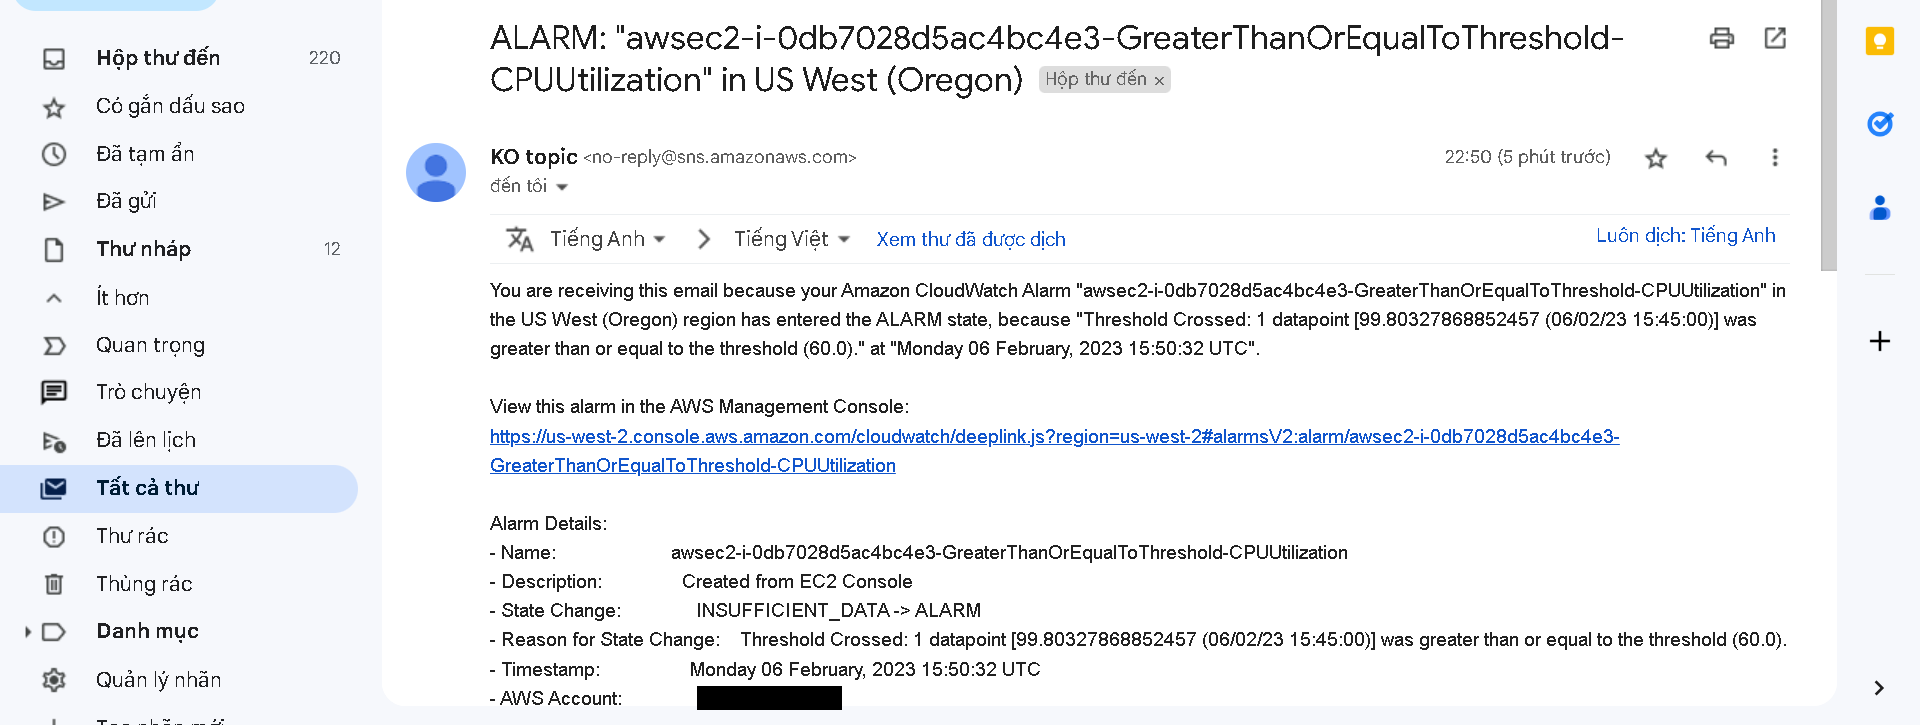 Hộp thư đến 220
Có gắn dấu sao
Đã tạm ẩn
Đã gửi
Thư nháp 12
Ít hơn
Quan trọng
Trò chuyện
Đã lên lịch
Tất cả thư
Thư rác
Thùng rác
Danh mục
Quản lý nhãn
Tạo nhãn mới
ALARM: "awsec2-i-0db7028d5ac4bc4e3-GreaterThanOrEqualToThreshold-
CPUUtilization" in US West (Oregon) Hộp thư đến ×
KO topic <no-reply@sns.amazonaws.com> 22:50 (5 phút trước)
đến tôi
Tiếng Anh > Tiếng Việt Xem thư đã được dịch Luôn dịch: Tiếng Anh
You are receiving this email because your Amazon CloudWatch Alarm "awsec2-i-0db7028d5ac4bc4e3-GreaterThanOrEqualToThreshold-CPUUtilization" in
the US West (Oregon) region has entered the ALARM state, because "Threshold Crossed: 1 datapoint [99.80327868852457 (06/02/23 15:45:00)] was
greater than or equal to the threshold (60.0)." at "Monday 06 February, 2023 15:50:32 UTC".
View this alarm in the AWS Management Console:
https://us-west-2.console.aws.amazon.com/cloudwatch/deeplink.js?region=us-west-2#alarmsV2:alarm/awsec2-i-0db7028d5ac4bc4e3-
GreaterThanOrEqualToThreshold-CPUUtilization
Alarm Details:
- Name: awsec2-i-0db7028d5ac4bc4e3-GreaterThanOrEqualToThreshold-CPUUtilization
- Description: Created from EC2 Console
- State Change: INSUFFICIENT_DATA -> ALARM
- Reason for State Change: Threshold Crossed: 1 datapoint [99.80327868852457 (06/02/23 15:45:00)] was greater than or equal to the threshold (60.0).
- Timestamp: Monday 06 February, 2023 15:50:32 UTC
- AWS Account: